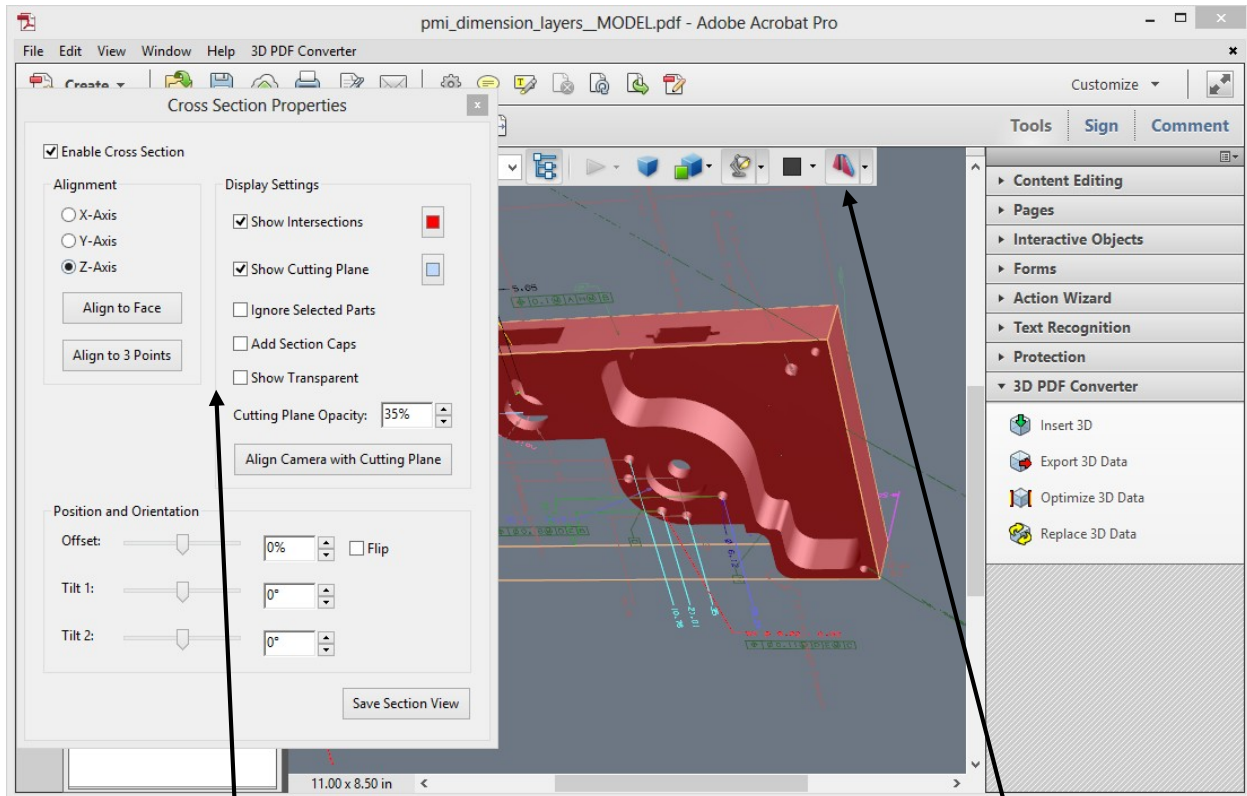 pmi_dimension_layers__MODEL.pdf - Adobe Acrobat Pro
File Edit View Window Help 3D PDF Converter
Create
Customize
Cross Section Properties
Tools Sign Comment
Enable Cross Section
Alignment
X-Axis
Y-Axis
Z-Axis
Align to Face
Align to 3 Points
Display Settings
Show Intersections
Show Cutting Plane
Ignore Selected Parts
Add Section Caps
Show Transparent
Cutting Plane Opacity: 35%
Align Camera with Cutting Plane
Position and Orientation
Offset: 0% Flip
Tilt 1: 0°
Tilt 2: 0°
Save Section View
5.05
35
11.00 x 8.50 in
Content Editing
Pages
Interactive Objects
Forms
Action Wizard
Text Recognition
Protection
3D PDF Converter
Insert 3D
Export 3D Data
Optimize 3D Data
Replace 3D Data